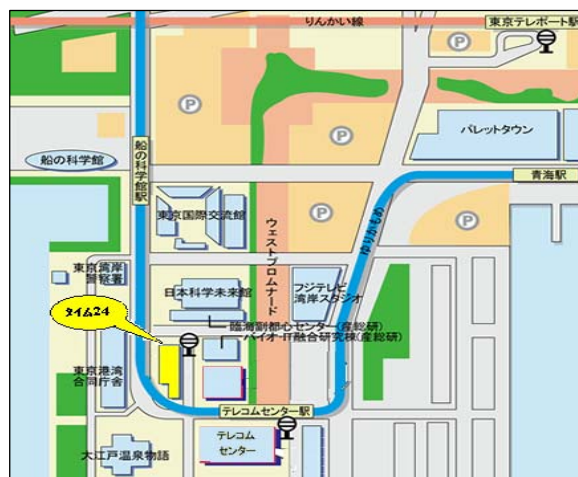 りんかい線
東京テレポート駅
P
P
パレットタウン
船の科学館
船の科学館駅
P
青海駅
東京国際交流館
P
P
ウェストプロムナード
ゆりかもめ
東京湾岸
警察署
日本科学未来館
フジテレビ
湾岸スタジオ
タイム24
臨海副都心センター(産総研)
バイオ・IT融合研究棟(産総研)
東京港湾
合同庁舎
テレコムセンター駅
テレコム
センター
大江戸温泉物語